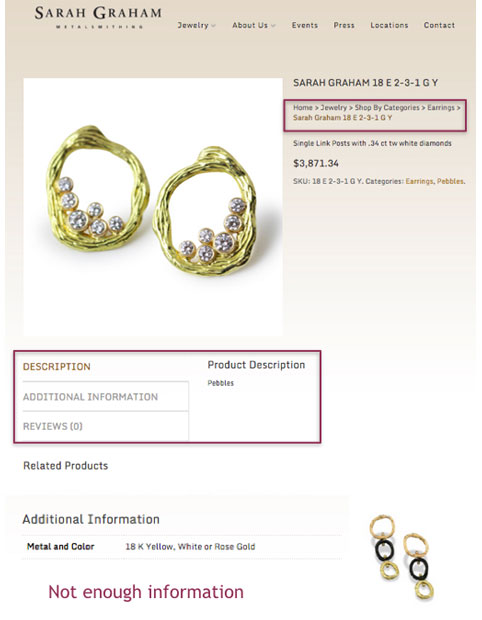 SARAH GRAHAM
METALSMITHING
Jewelry About Us Events Press Locations Contact
SARAH GRAHAM 18 E 2-3-1 G Y
Home > Jewelry > Shop By Categories > Earrings >
Sarah Graham 18 E 2-3-1 G Y
Single Link Posts with .34 ct tw white diamonds
$3,871.34
SKU: 18 E 2-3-1 G Y. Categories: Earrings, Pebbles.
DESCRIPTION
ADDITIONAL INFORMATION
REVIEWS (0)
Product Description
Pebbles
Related Products
Additional Information
Metal and Color 18 K Yellow, White or Rose Gold
Not enough information